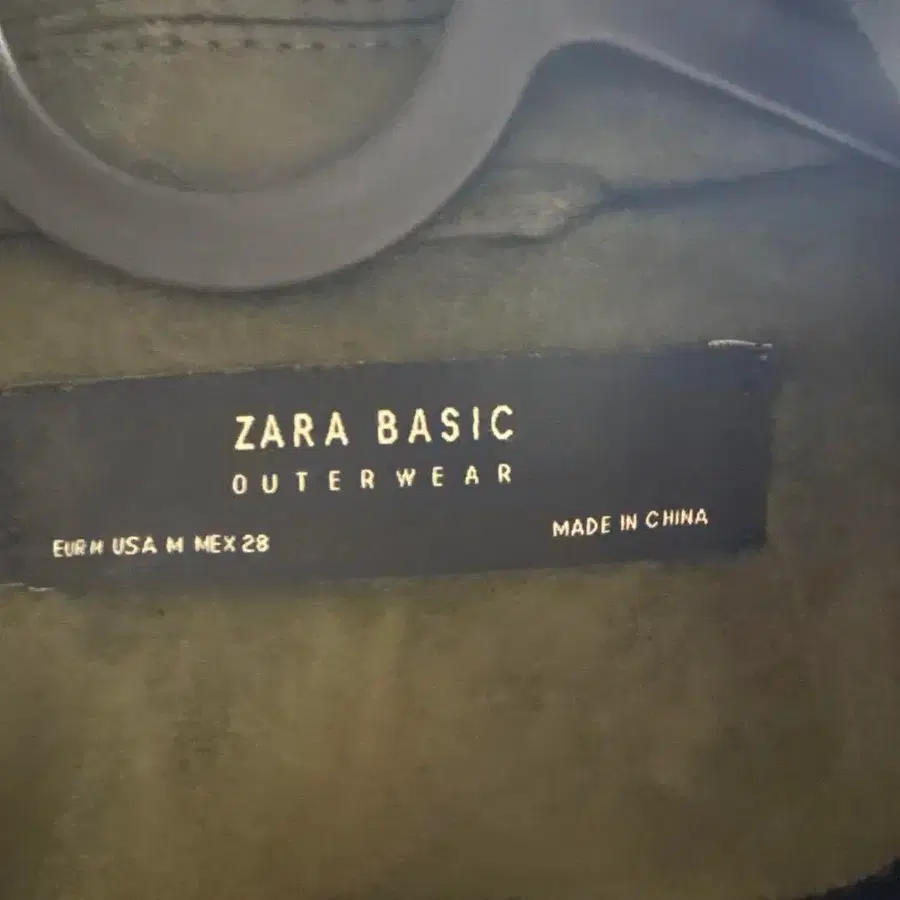 ZARA BASIC
OUTERWEAR
EUR M USA M MEX 28
MADE IN CHINA